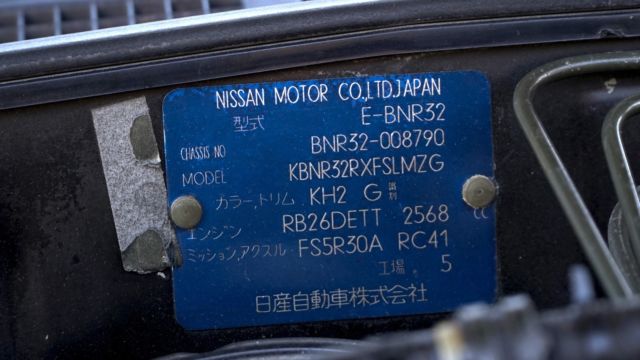 NISSAN MOTOR CO.,LTD.JAPAN
型式 E-BNR32
CHASSIS NO BNR32-008790
MODEL KBNR32RXFSLMZG
カラー,トリム KH2 G 識別
エンジン RB26DETT 2568 cc
ミッション,アクスル FS5R30A RC41
工場 5
日産自動車株式会社